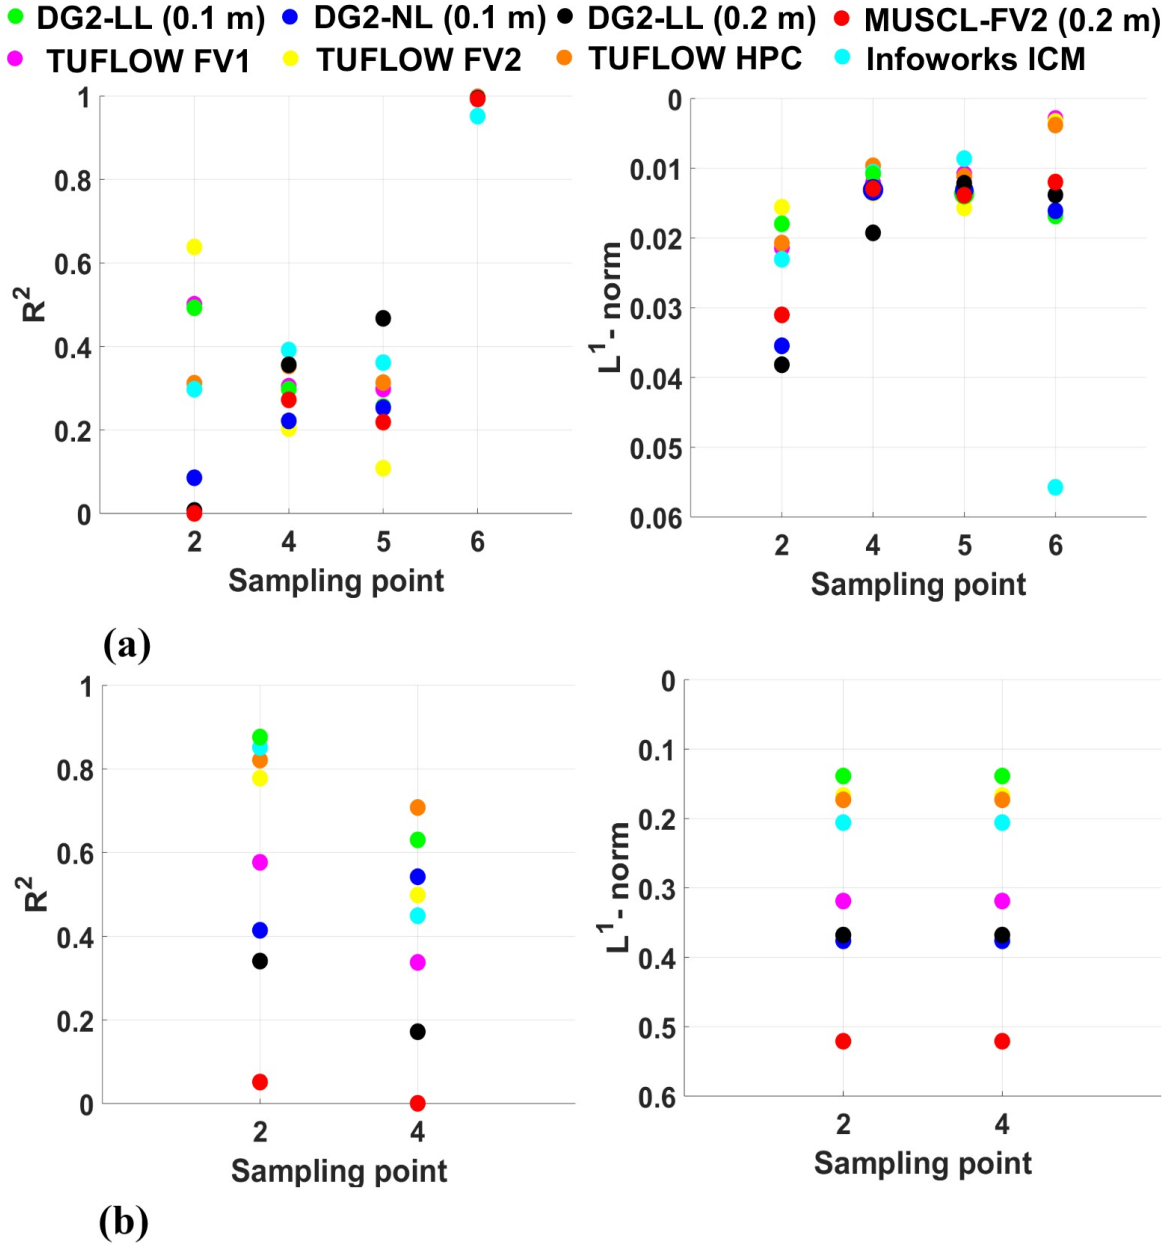 DG2-LL (0.1 m) DG2-NL (0.1 m) DG2-LL (0.2 m) MUSCL-FV2 (0.2 m)
TUFLOW FV1 TUFLOW FV2 TUFLOW HPC Infoworks ICM
1
0.8
0.6
0.4
0.2
0
R²
2 4 5 6
Sampling point
0
0.01
0.02
0.03
0.04
0.05
0.06
L¹- norm
2 4 5 6
Sampling point
(a)
1
0.8
0.6
0.4
0.2
0
R²
2 4
Sampling point
0
0.1
0.2
0.3
0.4
0.5
0.6
L¹- norm
2 4
Sampling point
(b)